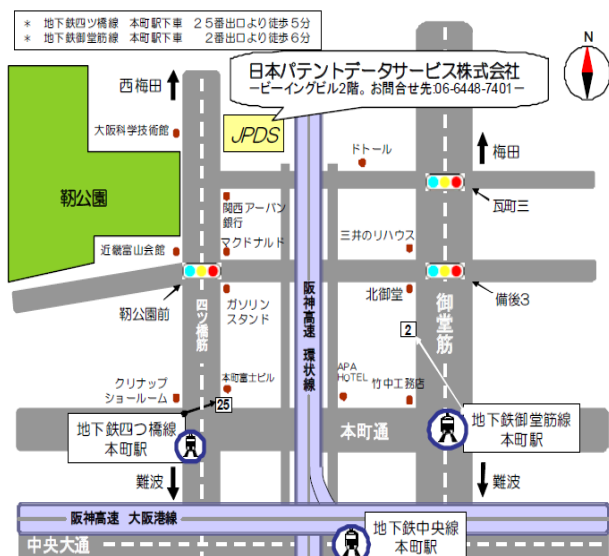 * 地下鉄四ツ橋線 本町駅下車 25番出口より徒歩5分
* 地下鉄御堂筋線 本町駅下車 2番出口より徒歩6分
N
日本パテントデータサービス株式会社
ービーイングビル2階。お問合せ先06-6448-7401ー
西梅田
大阪科学技術館
JPDS
ドトール
梅田
靭公園
関西アーバン
銀行
瓦町三
近畿富山会館
マクドナルド
三井のリハウス
靭公園前
四ツ橋筋
ガソリン
スタンド
阪神高速 環状線
北御堂
御堂筋
備後3
2
クリナップ
ショールーム
本町富士ビル
25
APA
HOTEL
竹中工務店
地下鉄四つ橋線
本町駅
本町通
地下鉄御堂筋線
本町駅
難波
難波
阪神高速 大阪港線
中央大通
地下鉄中央線
本町駅